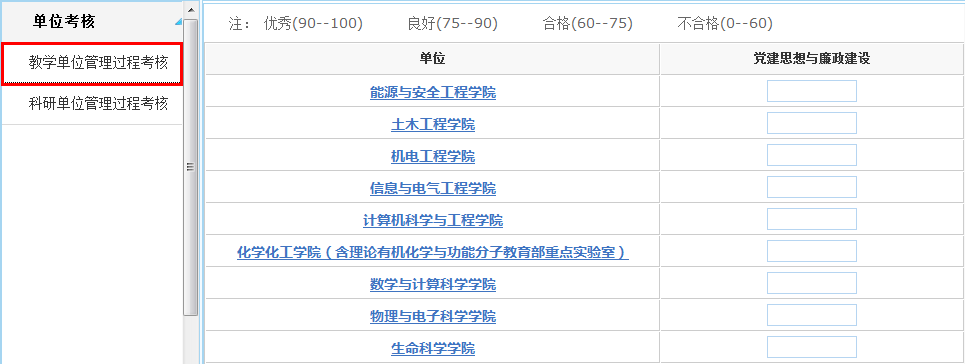 单位考核
教学单位管理过程考核
科研单位管理过程考核
注： 优秀(90--100) 良好(75--90) 合格(60--75) 不合格(0--60)
单位 党建思想与廉政建设
能源与安全工程学院
土木工程学院
机电工程学院
信息与电气工程学院
计算机科学与工程学院
化学化工学院（含理论有机化学与功能分子教育部重点实验室）
数学与计算科学学院
物理与电子科学学院
生命科学学院